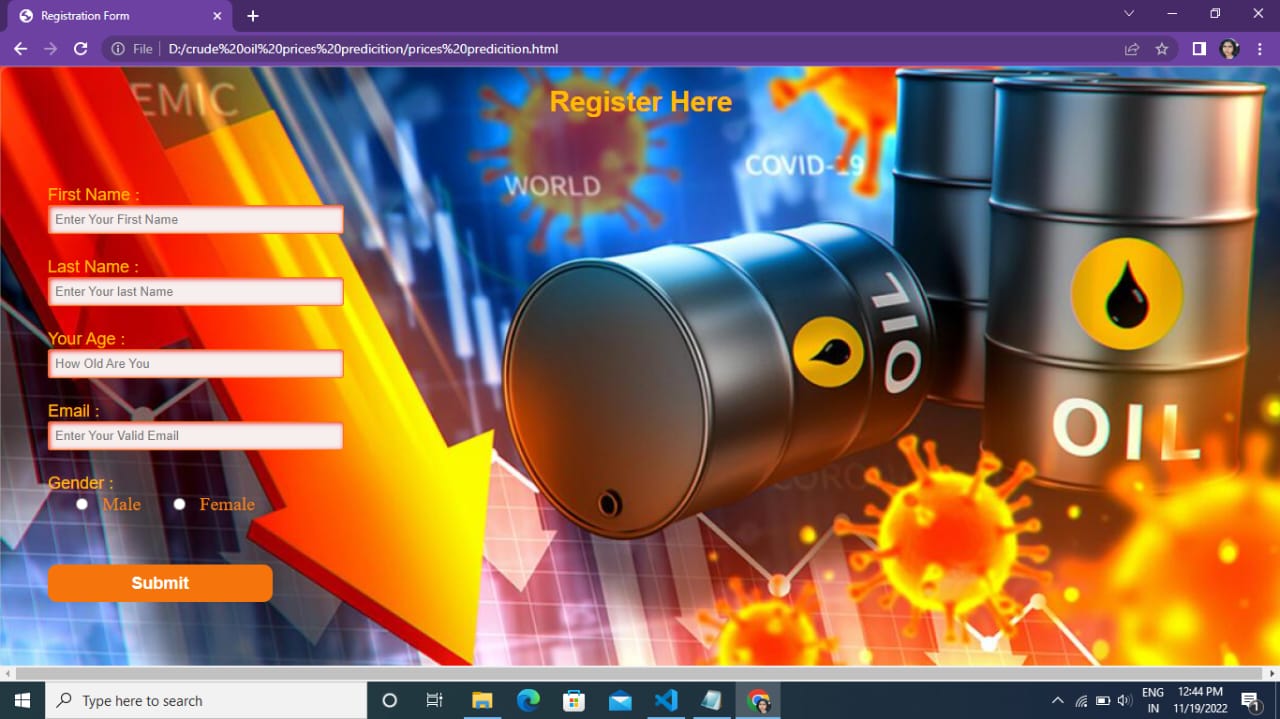 Registration Form
File
D:/crude%20oil%20prices%20predicition/prices%20predicition.html
EMIC
Register Here
COVID-19
WORLD
First Name :
Enter Your First Name
Last Name :
Enter Your last Name
Your Age :
How Old Are You
Email :
Enter Your Valid Email
Gender :
Male
Female
Submit
OIL
OIL
Type here to search
ENG
IN
12:44 PM
11/19/2022
1